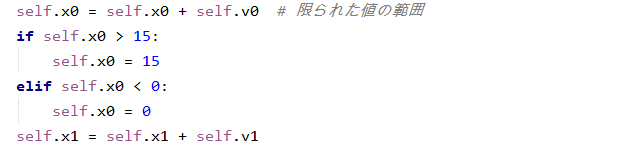 self.x0 = self.x0 + self.v0  # 限られた値の範囲
if self.x0 > 15:
    self.x0 = 15
elif self.x0 < 0:
    self.x0 = 0
self.x1 = self.x1 + self.v1